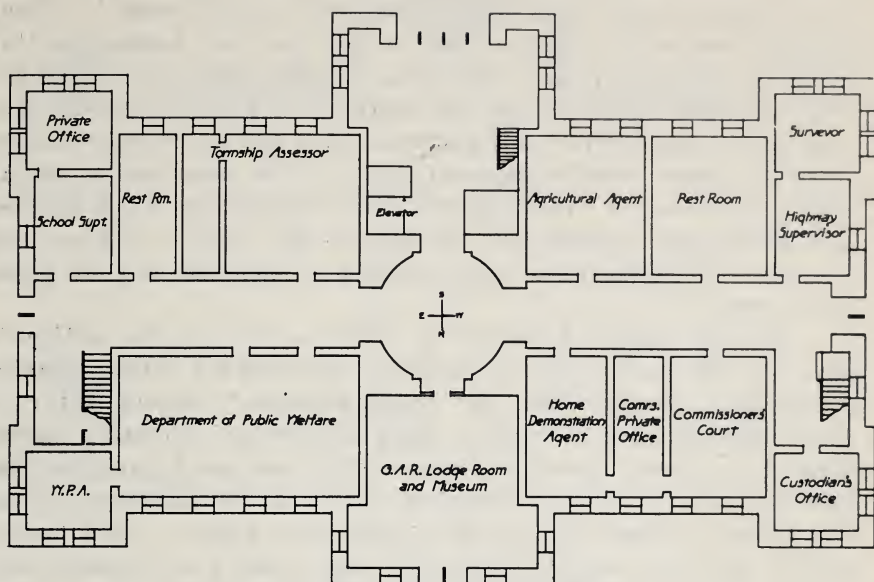 Private
Office
School Supt.
Rest Rm.
Township Assessor
Elevator
Agricultural Agent
Rest Room
Surveyor
Highway
Supervisor
S
E W
N
Department of Public Welfare
W.P.A.
G.A.R. Lodge Room
and Museum
Home
Demonstration
Agent
Comrs.
Private
Office
Commissioners'
Court
Custodian's
Office